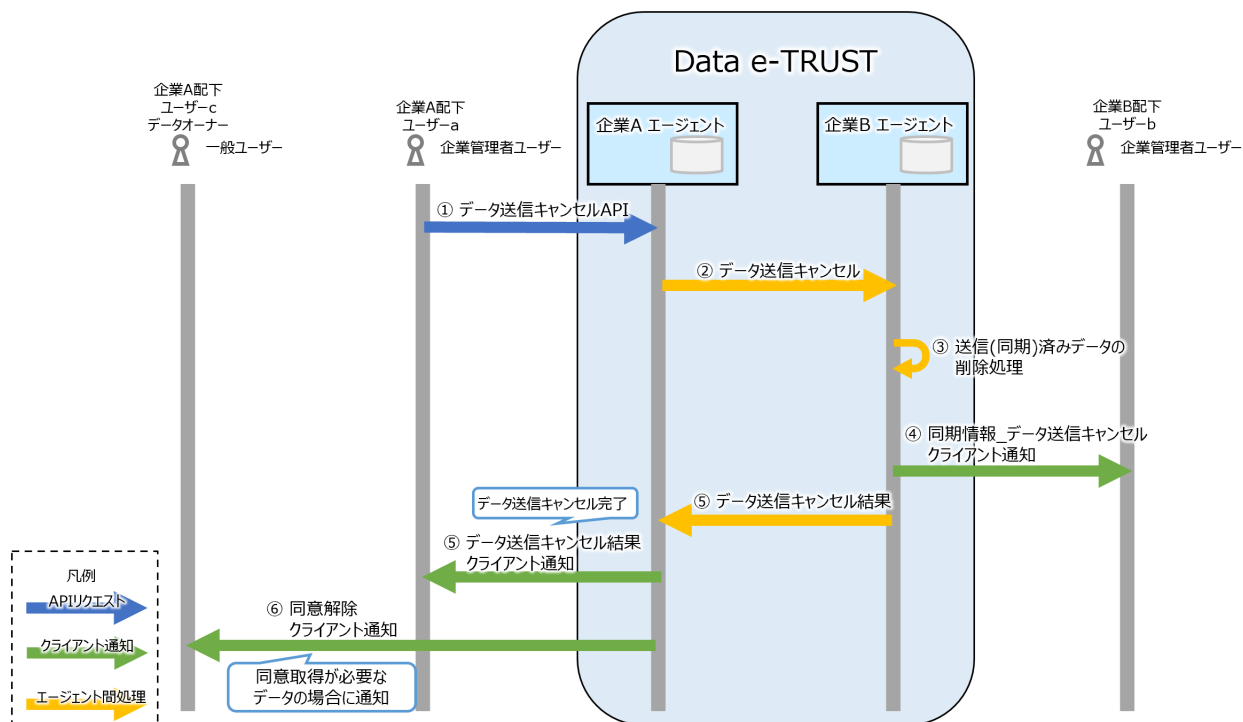 Data e-TRUST
企業A配下
ユーザーc
データオーナー
一般ユーザー
企業A配下
ユーザーa
企業管理者ユーザー
企業A エージェント
企業B エージェント
企業B配下
ユーザーb
企業管理者ユーザー
① データ送信キャンセルAPI
② データ送信キャンセル
③ 送信(同期)済みデータの
削除処理
④ 同期情報_データ送信キャンセル
クライアント通知
データ送信キャンセル完了
⑤ データ送信キャンセル結果
⑤ データ送信キャンセル結果
クライアント通知
⑥ 同意解除
クライアント通知
同意取得が必要な
データの場合に通知
凡例
APIリクエスト
クライアント通知
エージェント間処理